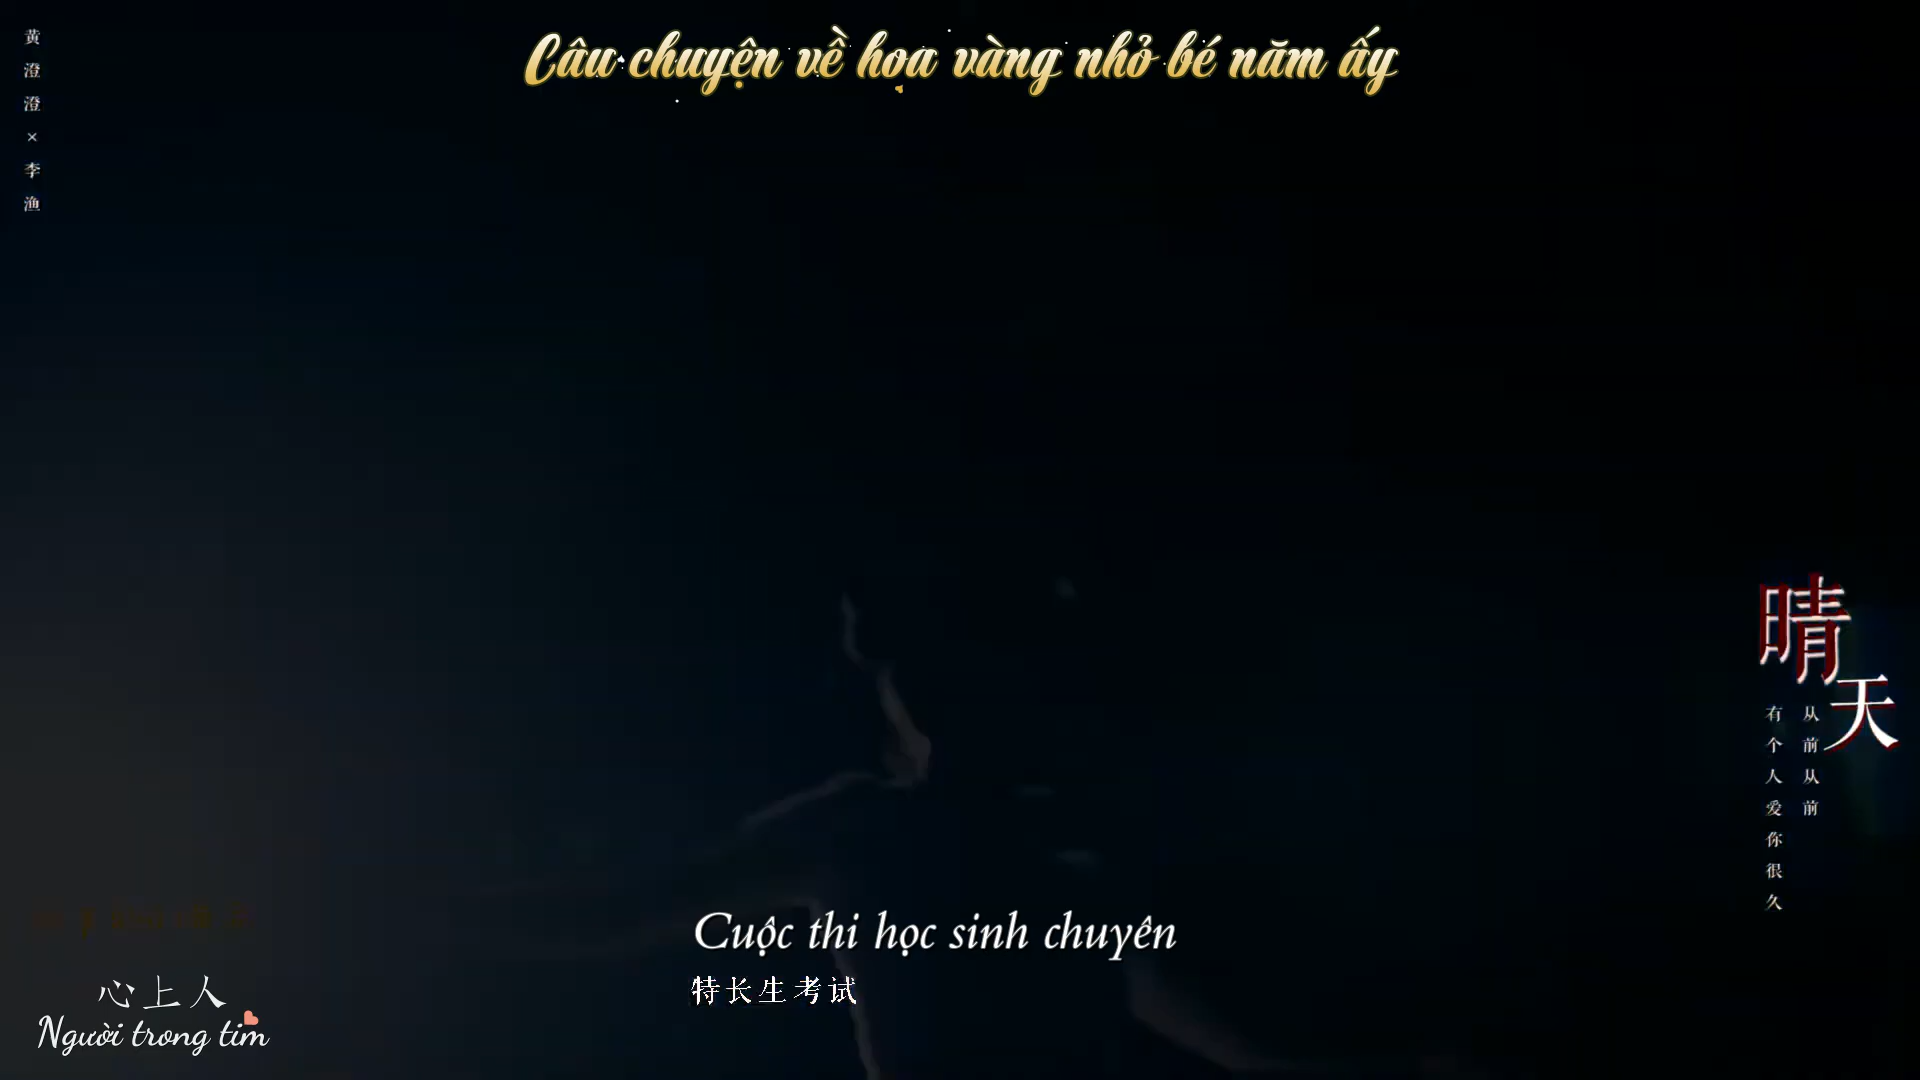 黄澄澄×李渔
Câu chuyện về hoa vàng nhỏ bé năm ấy
晴天
从前从前
有个人爱你很久
Cuộc thi học sinh chuyên
特长生考试
心上人
Người trong tim